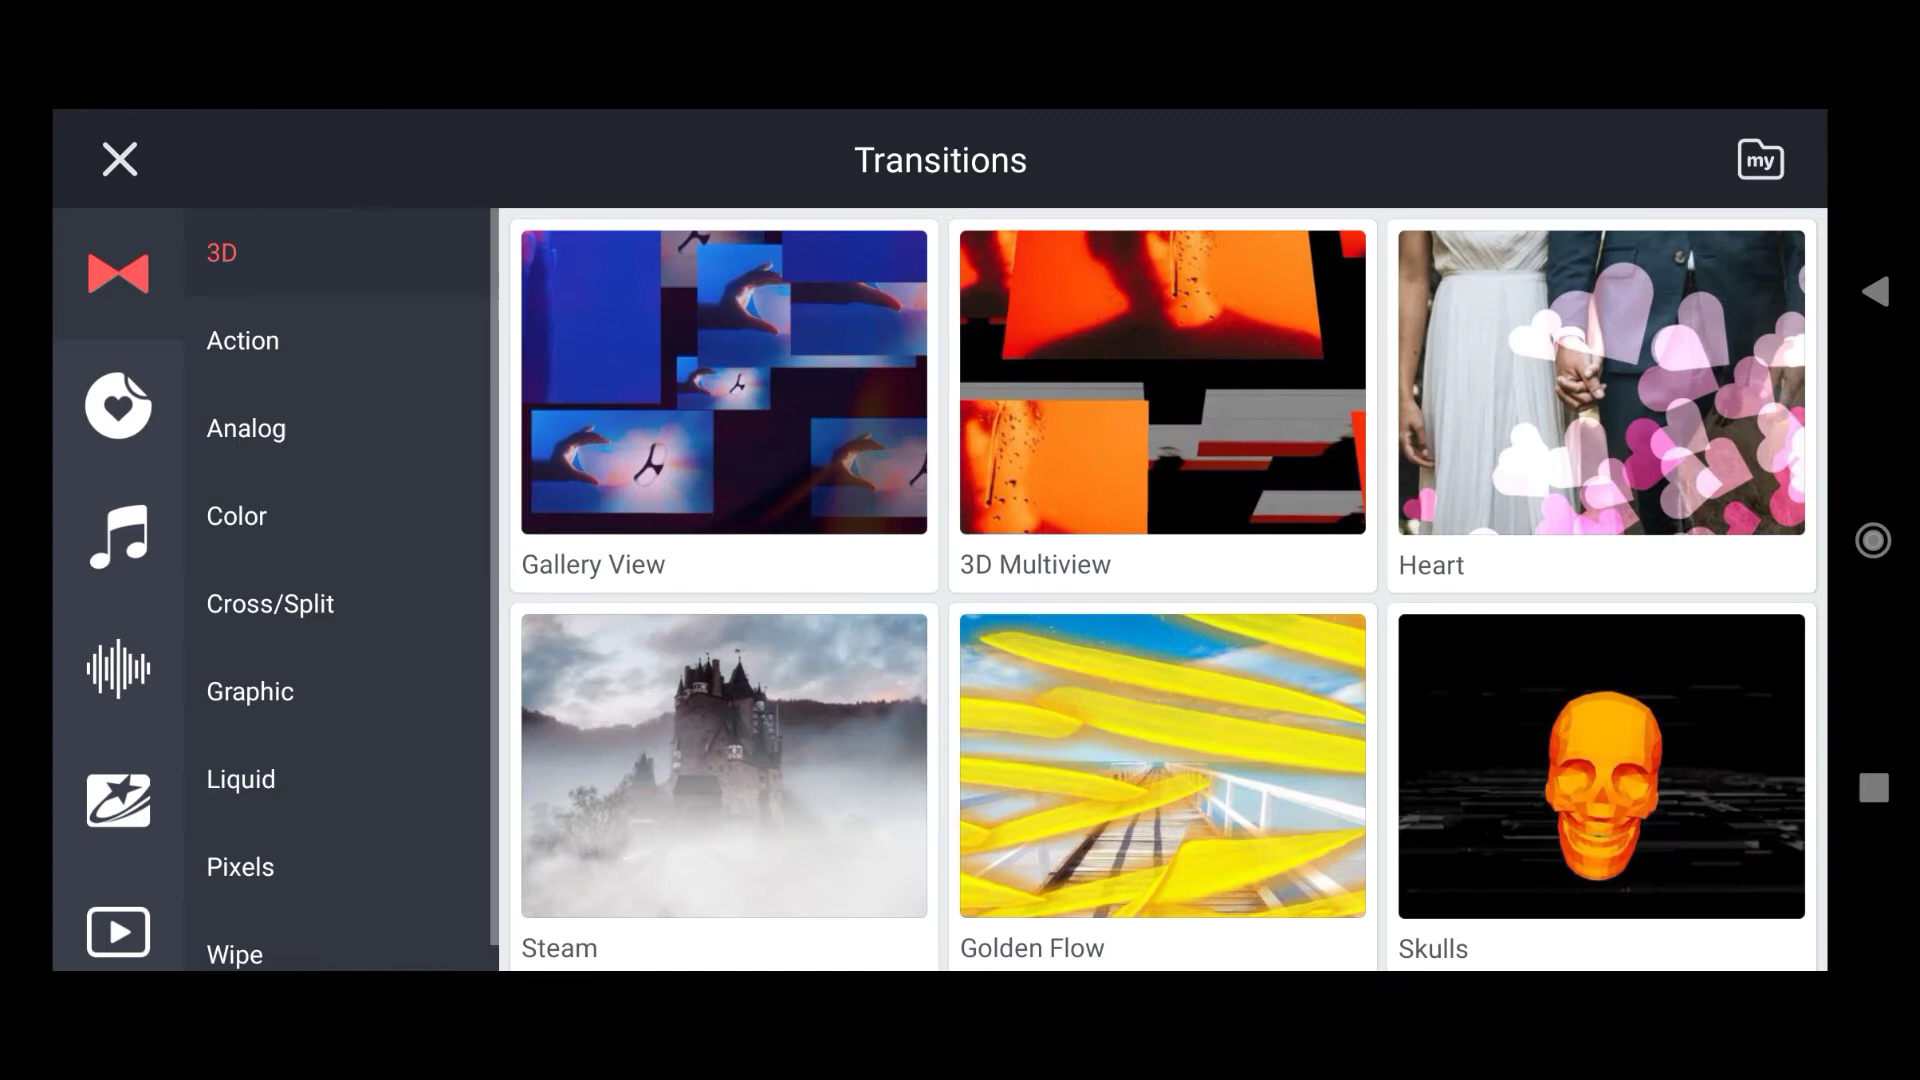 Transitions
my
3D
Action
Analog
Color
Cross/Split
Graphic
Liquid
Pixels
Wipe
Gallery View
3D Multiview
Heart
Steam
Golden Flow
Skulls